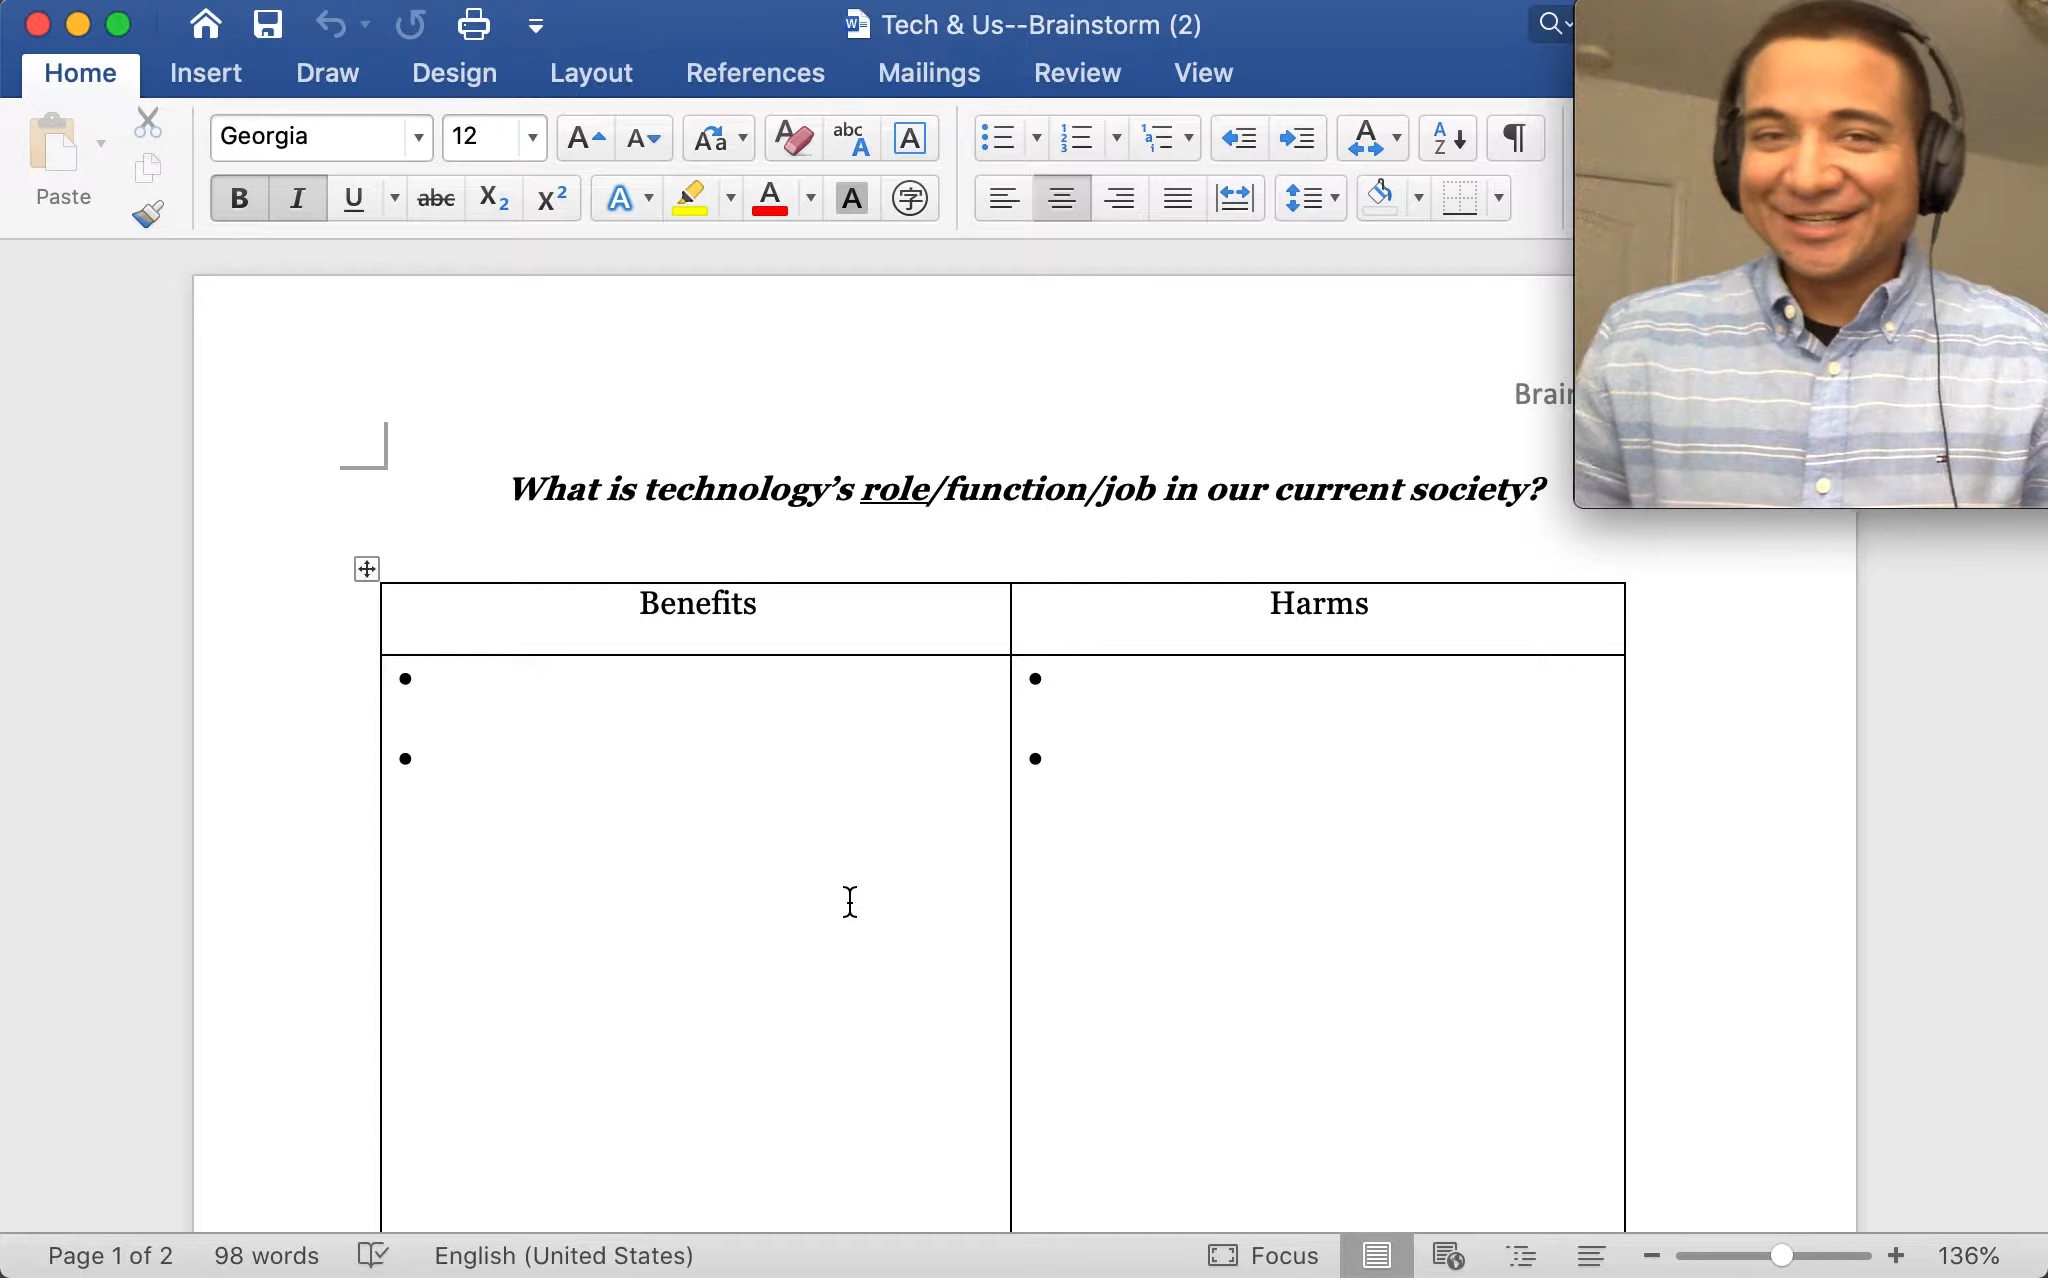 Tech & Us--Brainstorm (2)
Home Insert Draw Design Layout References Mailings Review View
Paste
Georgia 12
Brain
What is technology's role/function/job in our current society?
Benefits Harms
Page 1 of 2 98 words English (United States) Focus 136%